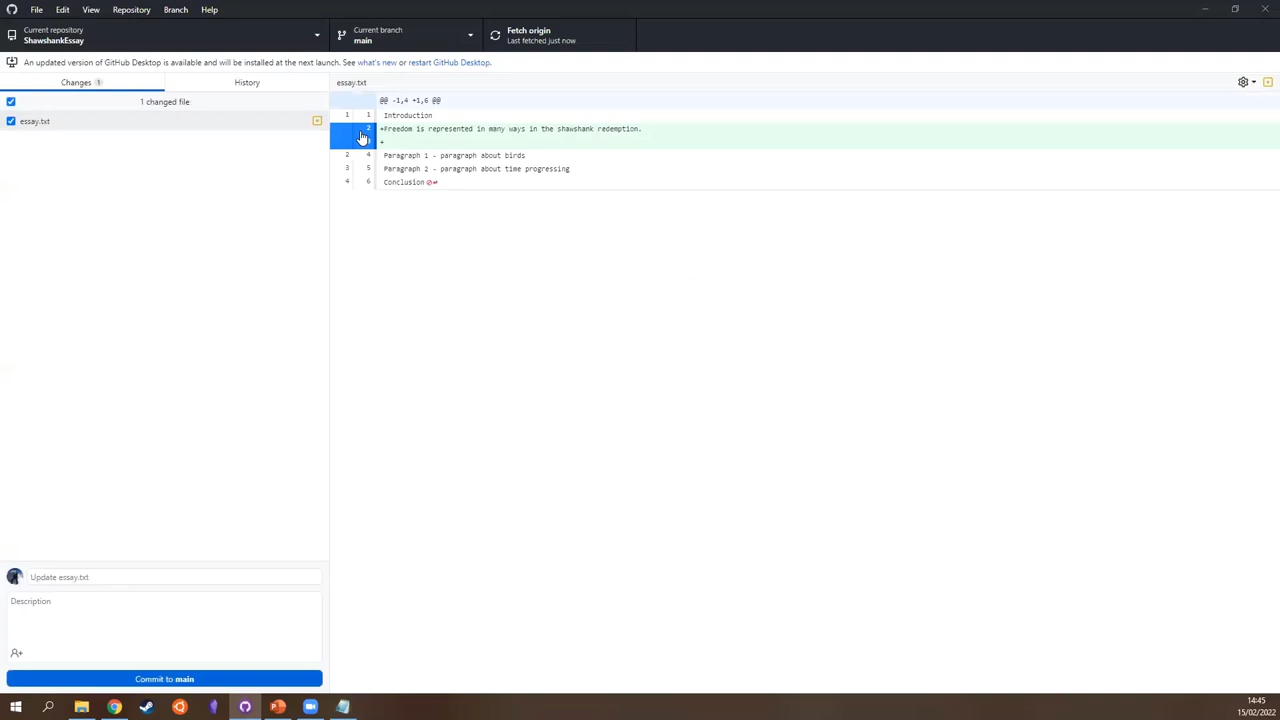 File Edit View Repository Branch Help
Current repository
ShawshankEssay
Current branch
main
Fetch origin
Last fetched just now
An updated version of GitHub Desktop is available and will be installed at the next launch. See what's new or restart GitHub Desktop.
Changes 1
History
essay.txt
1 changed file
essay.txt
@@ -1,4 +1,6 @@
1 1 Introduction
2 +Freedom is represented in many ways in the shawshank redemption.
+
2 4 Paragraph 1 - paragraph about birds
3 5 Paragraph 2 - paragraph about time progressing
4 6 Conclusion
Update essay.txt
Description
Commit to main
14:45
15/02/2022